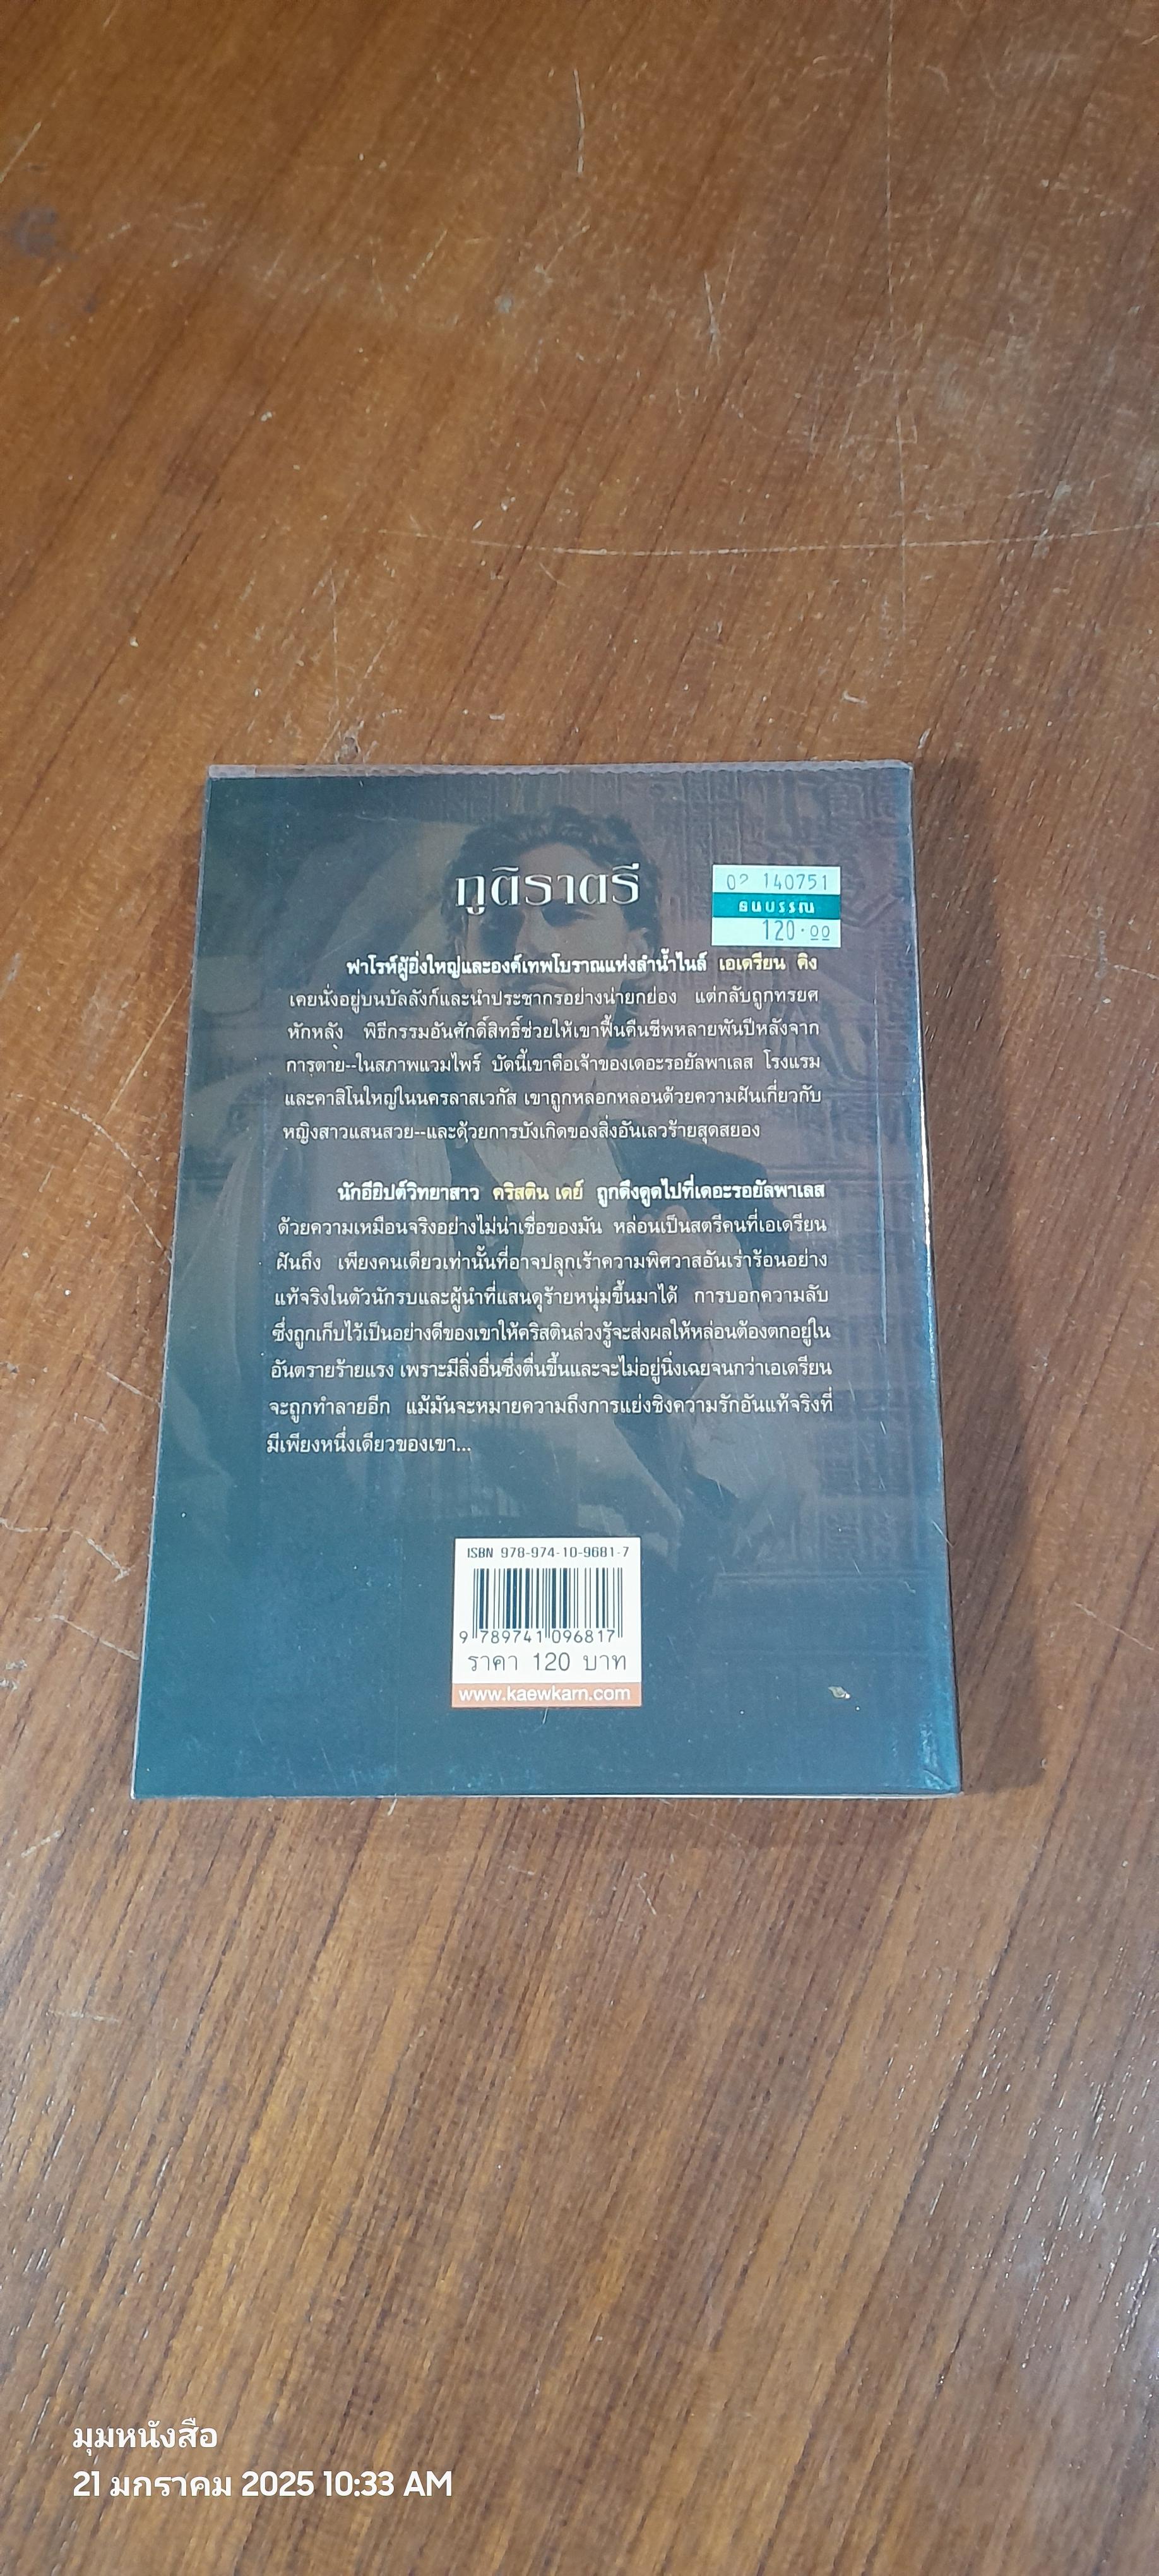 ภูติราตรี
02 140751
ธนบรรณ
120.00
ฟาโรห์ผู้ยิ่งใหญ่และองค์เทพโบราณแห่งลำน้ำไนล์ เอเดรียน คิง
เคยนั่งอยู่บนบัลลังก์และนำประชากรอย่างน่ายกย่อง แต่กลับถูกทรยศ
หักหลัง พิธีกรรมอันศักดิ์สิทธิ์ช่วยให้เขาฟื้นคืนชีพหลายพันปีหลังจาก
การตาย--ในสภาพแวมไพร์ บัดนี้เขาคือเจ้าของเดอะรอยัลพาเลส โรงแรม
และคาสิโนใหญ่ในนครลาสเวกัส เขาถูกหลอกหลอนด้วยความฝันเกี่ยวกับ
หญิงสาวแสนสวย--และด้วยการบังเกิดของสิ่งอันเลวร้ายสุดสยอง
นักอียิปต์วิทยาสาว คริสติน เดย์ ถูกดึงดูดไปที่เดอะรอยัลพาเลส
ด้วยความเหมือนจริงอย่างไม่น่าเชื่อของมัน หล่อนเป็นสตรีคนที่เอเดรียน
ฝันถึง เพียงคนเดียวเท่านั้นที่อาจปลุกเร้าความพิศวาสอันเร่าร้อนอย่าง
แท้จริงในตัวนักรบและผู้นำที่แสนดุร้ายหนุ่มขึ้นมาได้ การบอกความลับ
ซึ่งถูกเก็บไว้เป็นอย่างดีของเขาให้คริสตินล่วงรู้จะส่งผลให้หล่อนต้องตกอยู่ใน
อันตรายร้ายแรง เพราะมีสิ่งอื่นซึ่งตื่นขึ้นและจะไม่อยู่นิ่งเฉยจนกว่าเอเดรียน
จะถูกทำลายอีก แม้มันจะหมายความถึงการแย่งชิงความรักอันแท้จริงที่
มีเพียงหนึ่งเดียวของเขา...
ISBN 978-974-10-9681-7
9 789741 096817
ราคา 120 บาท
www.kaewkarn.com
มุมหนังสือ
21 มกราคม 2025 10:33 AM